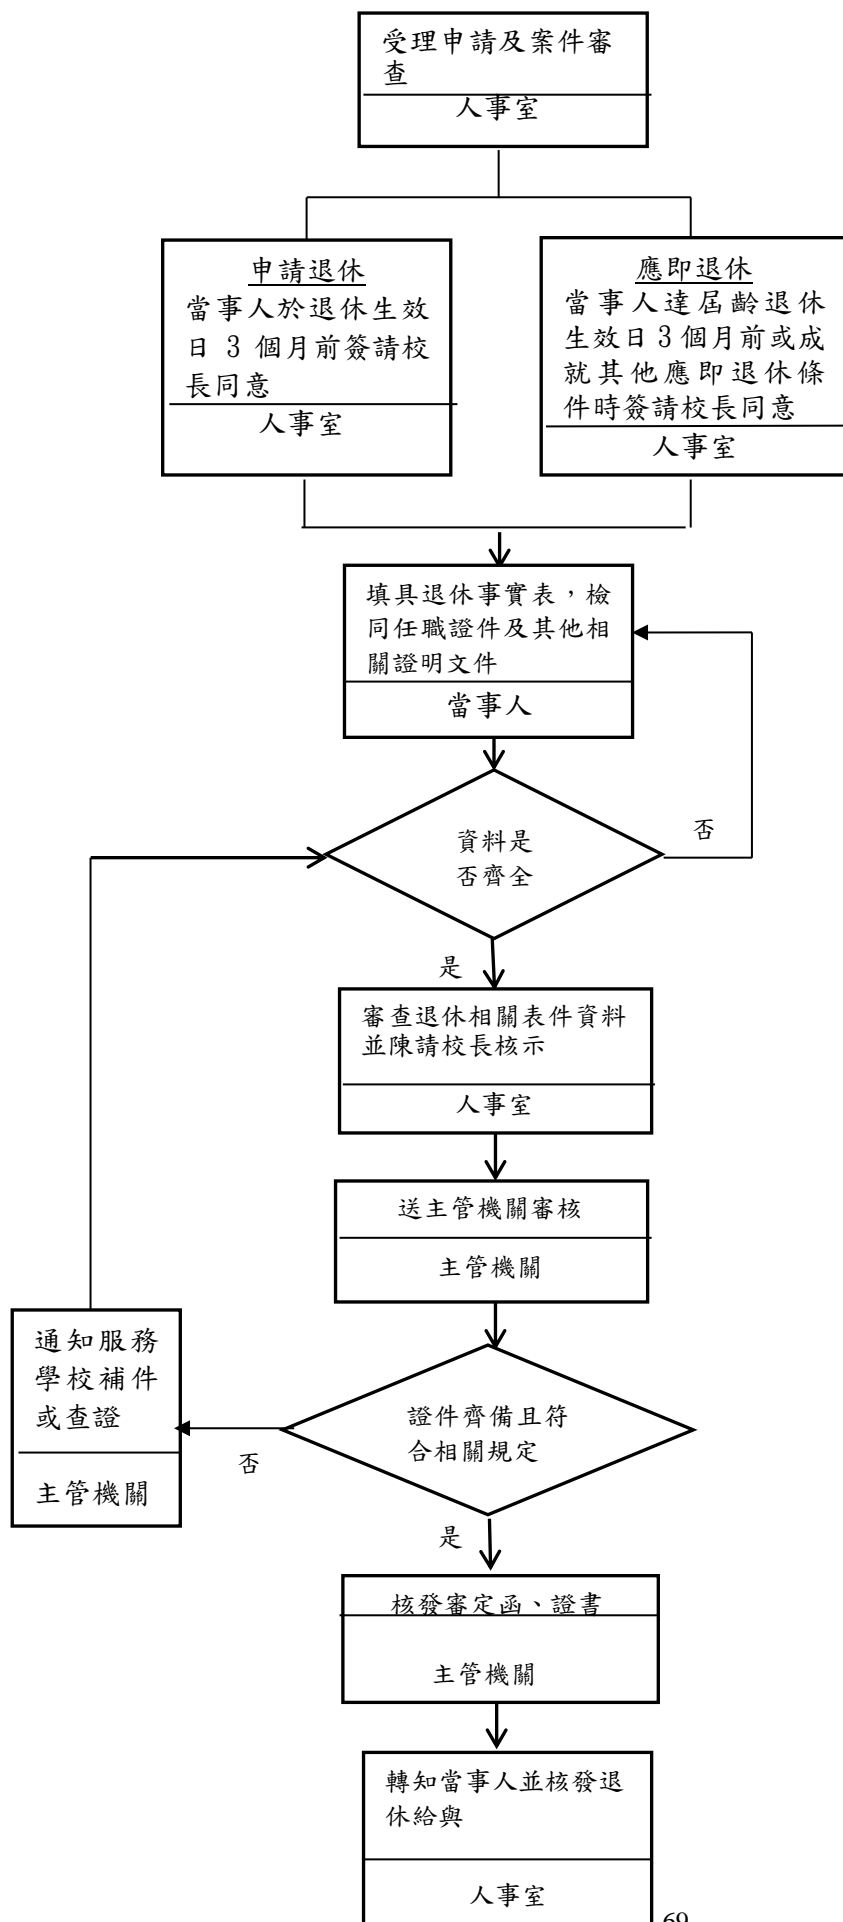 受理申請及案件審
查
人事室
申請退休
當事人於退休生效
日 3 個月前簽請校
長同意
人事室
應即退休
當事人達屆齡退休
生效日 3 個月前或成
就其他應即退休條
件時簽請校長同意
人事室
填具退休事實表，檢
同任職證件及其他相
關證明文件
當事人
資料是
否齊全
否
是
審查退休相關表件資料
並陳請校長核示
人事室
送主管機關審核
主管機關
通知服務
學校補件
或查證
主管機關
證件齊備且符
合相關規定
否
是
核發審定函、證書
主管機關
轉知當事人並核發退
休給與
人事室
69